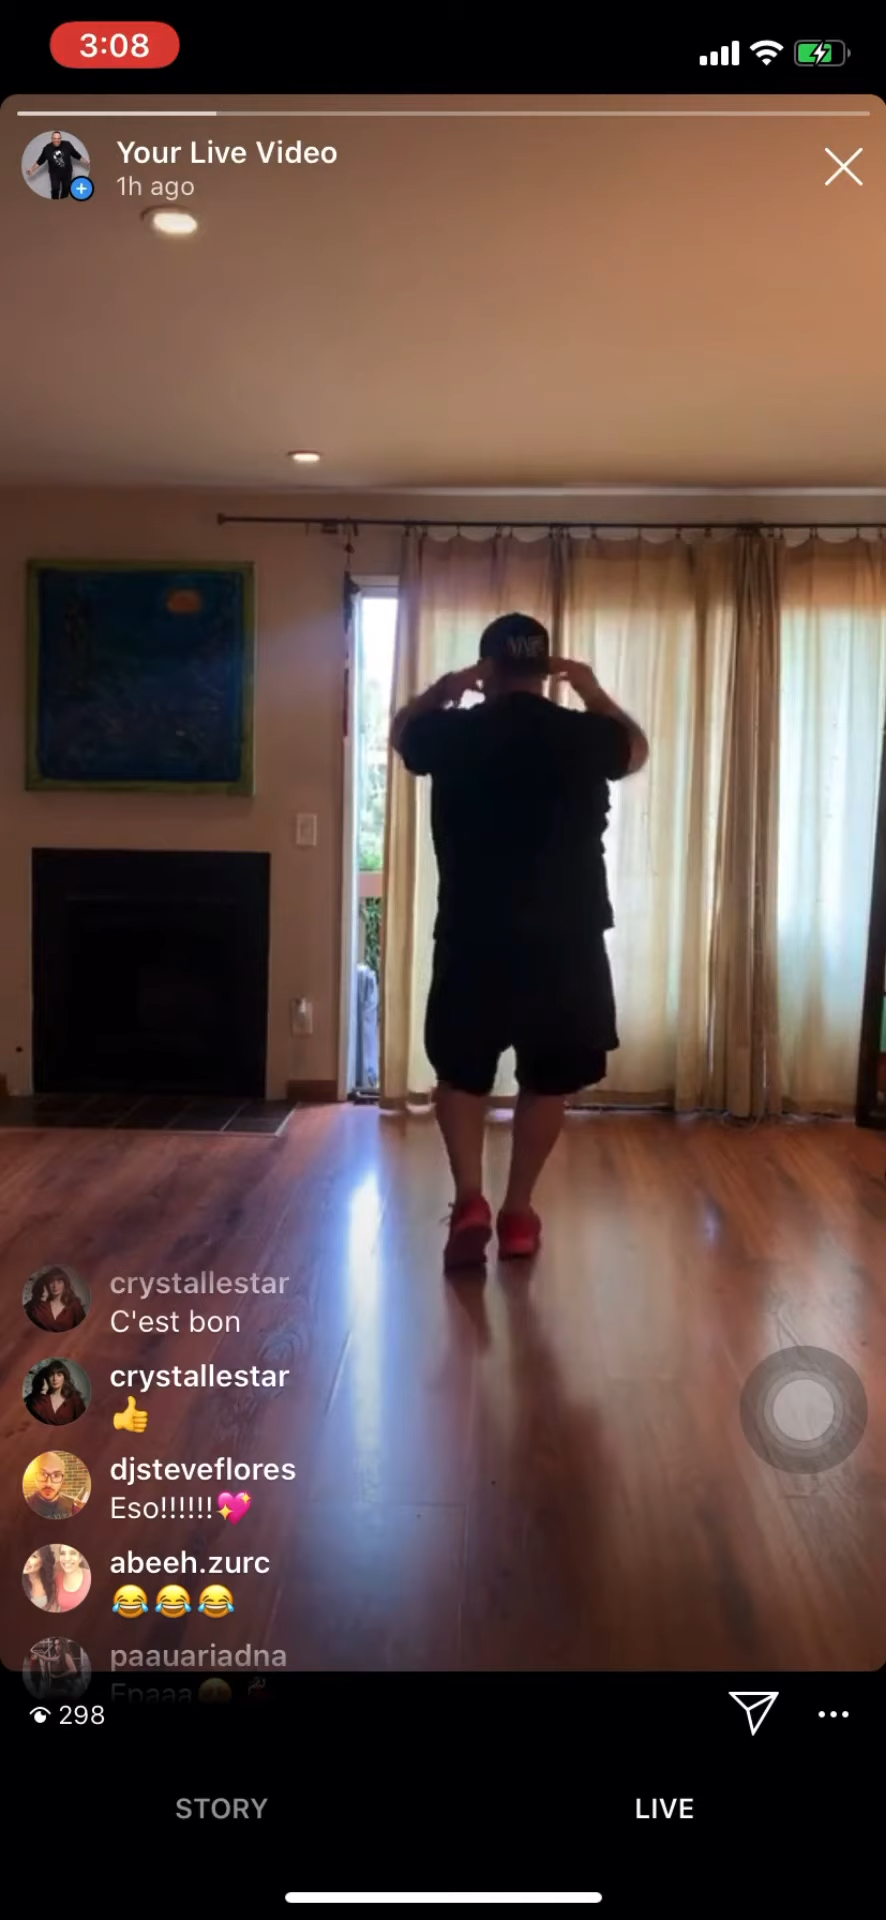 3:08
Your Live Video
1h ago
crystallestar
C'est bon
crystallestar
👍
djsteveflores
Eso!!!!!!💖
abeeh.zurc
😂😂😂
paauariadna
Epaaa
298
STORY
LIVE